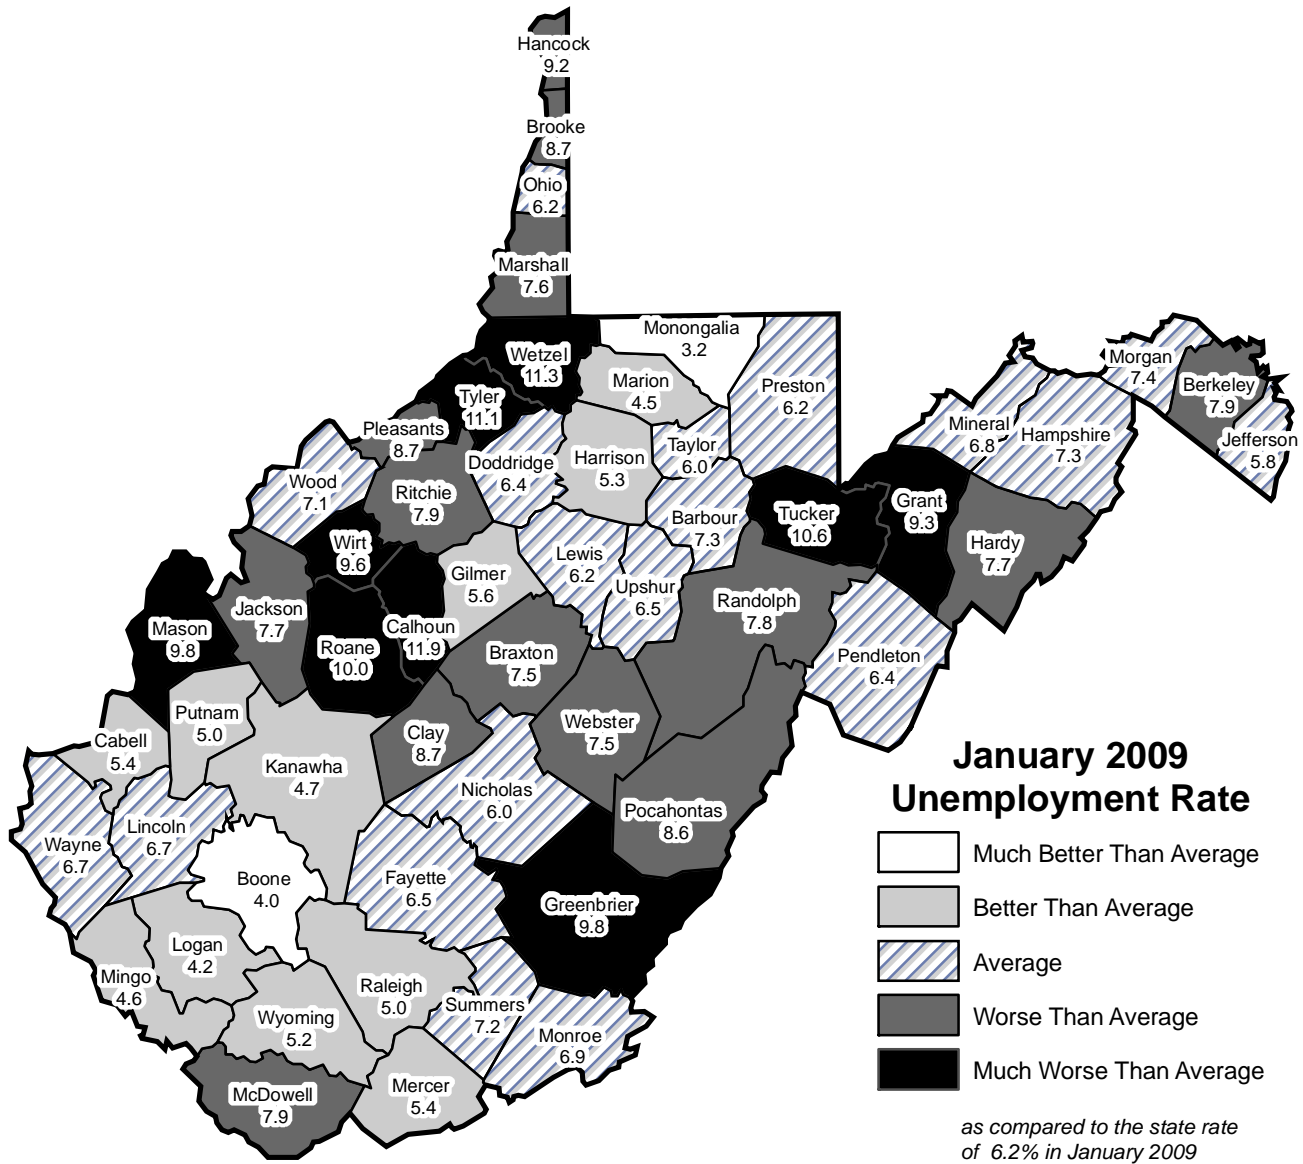 Hancock
9.2
Brooke
8.7
Ohio
6.2
Marshall
7.6
Wetzel
11.3
Monongalia
3.2
Marion
4.5
Preston
6.2
Tyler
11.1
Pleasants
8.7
Doddridge
6.4
Harrison
5.3
Taylor
6.0
Morgan
7.4
Berkeley
7.9
Jefferson
5.8
Mineral
6.8
Hampshire
7.3
Wood
7.1
Ritchie
7.9
Barbour
7.3
Tucker
10.6
Grant
9.3
Hardy
7.7
Wirt
9.6
Gilmer
5.6
Lewis
6.2
Upshur
6.5
Randolph
7.8
Pendleton
6.4
Mason
9.8
Jackson
7.7
Roane
10.0
Calhoun
11.9
Braxton
7.5
Webster
7.5
Putnam
5.0
Cabell
5.4
Kanawha
4.7
Clay
8.7
Nicholas
6.0
Pocahontas
8.6
Wayne
6.7
Lincoln
6.7
Boone
4.0
Fayette
6.5
Greenbrier
9.8
Logan
4.2
Mingo
4.6
Raleigh
5.0
Summers
7.2
Wyoming
5.2
Monroe
6.9
McDowell
7.9
Mercer
5.4
January 2009
Unemployment Rate
Much Better Than Average
Better Than Average
Average
Worse Than Average
Much Worse Than Average
as compared to the state rate
of 6.2% in January 2009